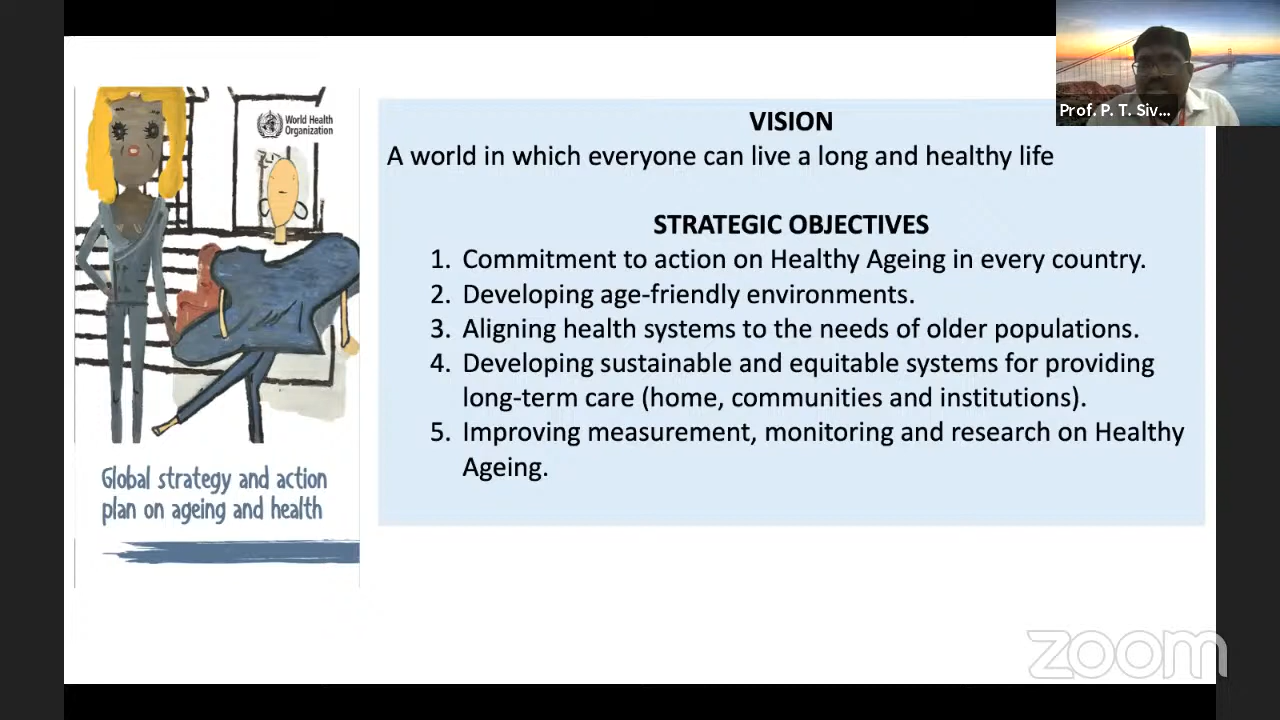 World Health
Organization
Global strategy and action
plan on ageing and health
VISION
A world in which everyone can live a long and healthy life
STRATEGIC OBJECTIVES
1. Commitment to action on Healthy Ageing in every country.
2. Developing age-friendly environments.
3. Aligning health systems to the needs of older populations.
4. Developing sustainable and equitable systems for providing
long-term care (home, communities and institutions).
5. Improving measurement, monitoring and research on Healthy
Ageing.
Prof. P. T. Siv...
zoom